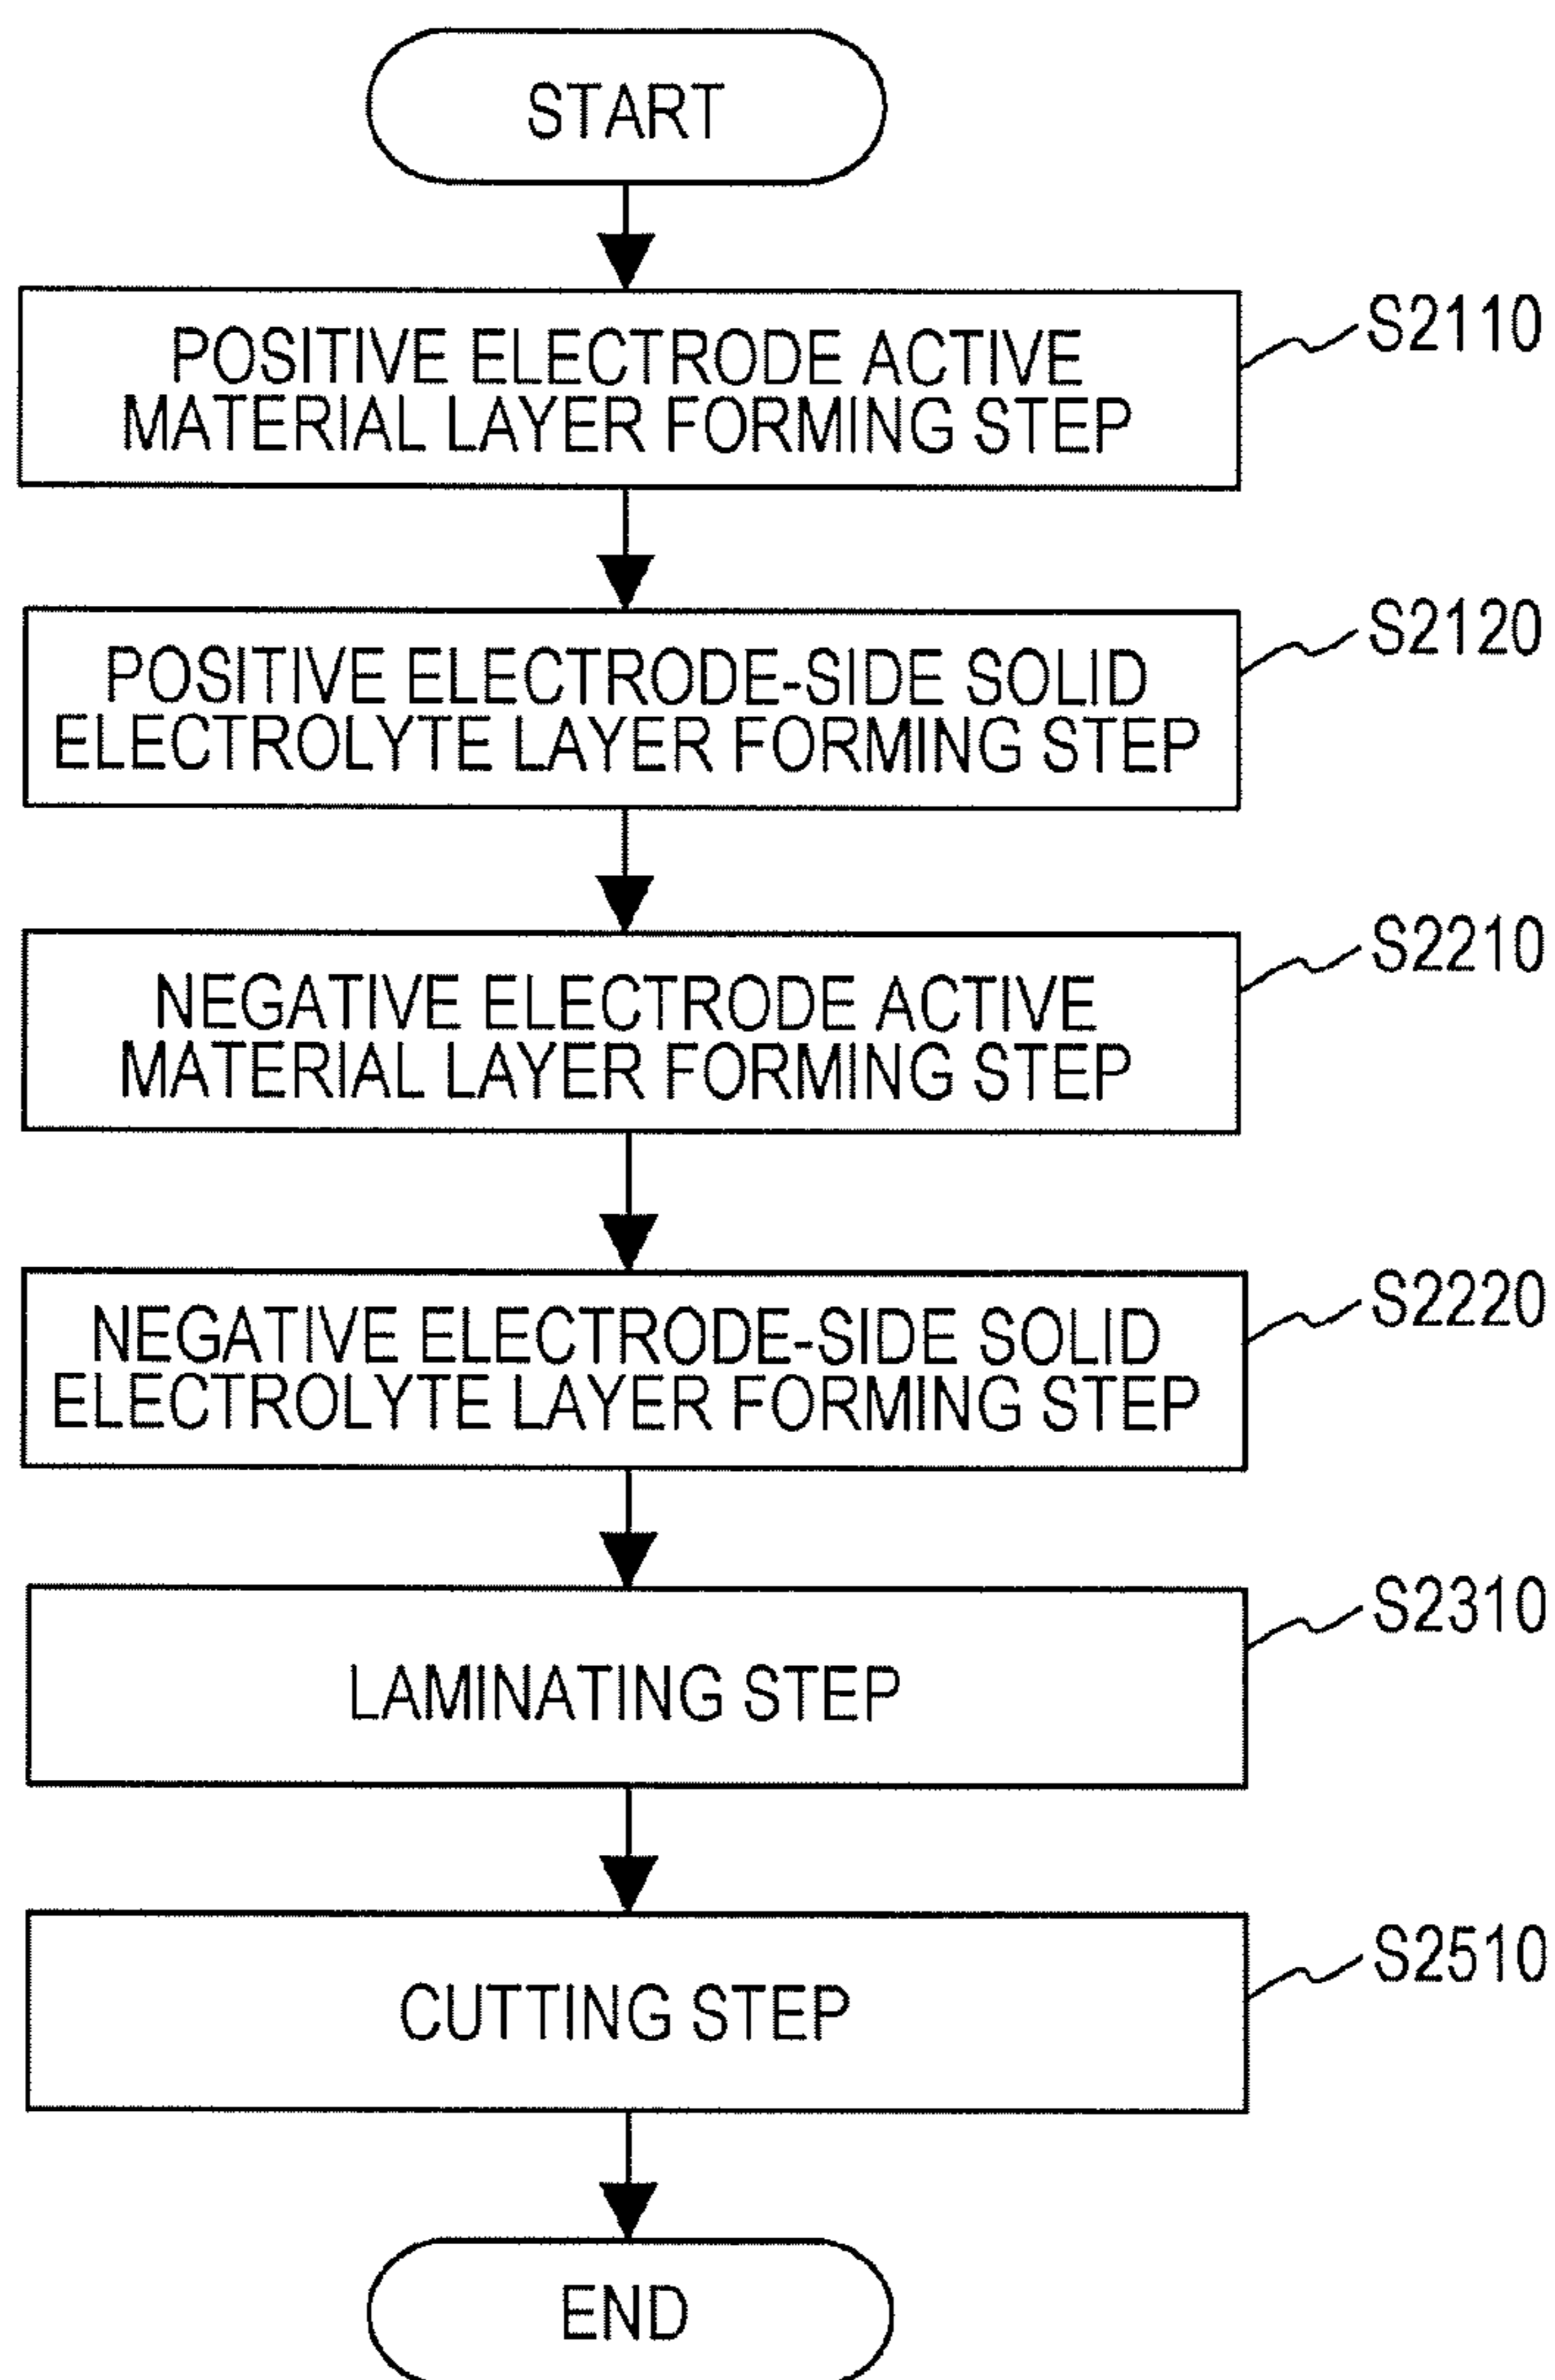 START
POSITIVE ELECTRODE ACTIVE
MATERIAL LAYER FORMING STEP
S2110
POSITIVE ELECTRODE-SIDE SOLID
ELECTROLYTE LAYER FORMING STEP
S2120
NEGATIVE ELECTRODE ACTIVE
MATERIAL LAYER FORMING STEP
S2210
NEGATIVE ELECTRODE-SIDE SOLID
ELECTROLYTE LAYER FORMING STEP
S2220
LAMINATING STEP
S2310
CUTTING STEP
S2510
END